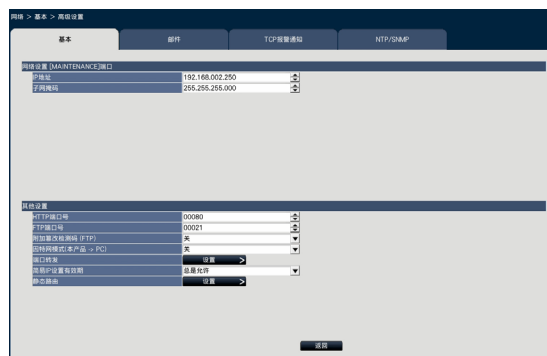 网络 > 基本 > 高级设置
基本 邮件 TCP报警通知 NTP/SNMP
网络设置 [MAINTENANCE]端口
IP地址 192.168.002.250
子网掩码 255.255.255.000
其他设置
HTTP端口号 00080
FTP端口号 00021
附加篡改检测码 (FTP) 关
因特网模式(本产品 -> PC) 关
端口转发 设置 >
简易IP设置有效期 总是允许
静态路由 设置 >
返回